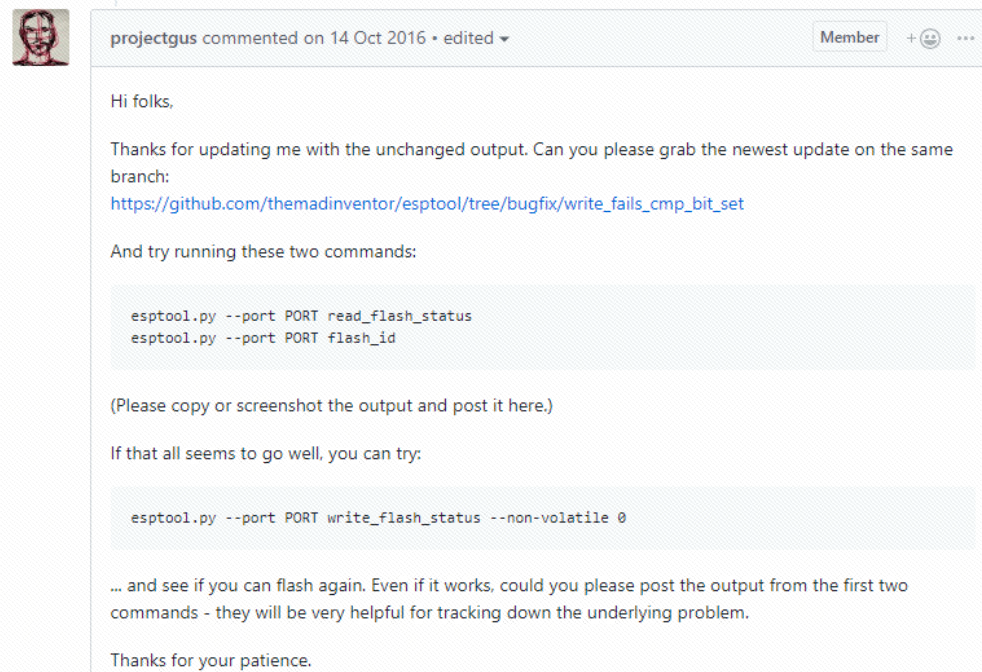 projectgus commented on 14 Oct 2016 • edited
Member
Hi folks,
Thanks for updating me with the unchanged output. Can you please grab the newest update on the same
branch:
https://github.com/themadinventor/esptool/tree/bugfix/write_fails_cmp_bit_set
And try running these two commands:
esptool.py --port PORT read_flash_status
esptool.py --port PORT flash_id
(Please copy or screenshot the output and post it here.)
If that all seems to go well, you can try:
esptool.py --port PORT write_flash_status --non-volatile 0
... and see if you can flash again. Even if it works, could you please post the output from the first two
commands - they will be very helpful for tracking down the underlying problem.
Thanks for your patience.